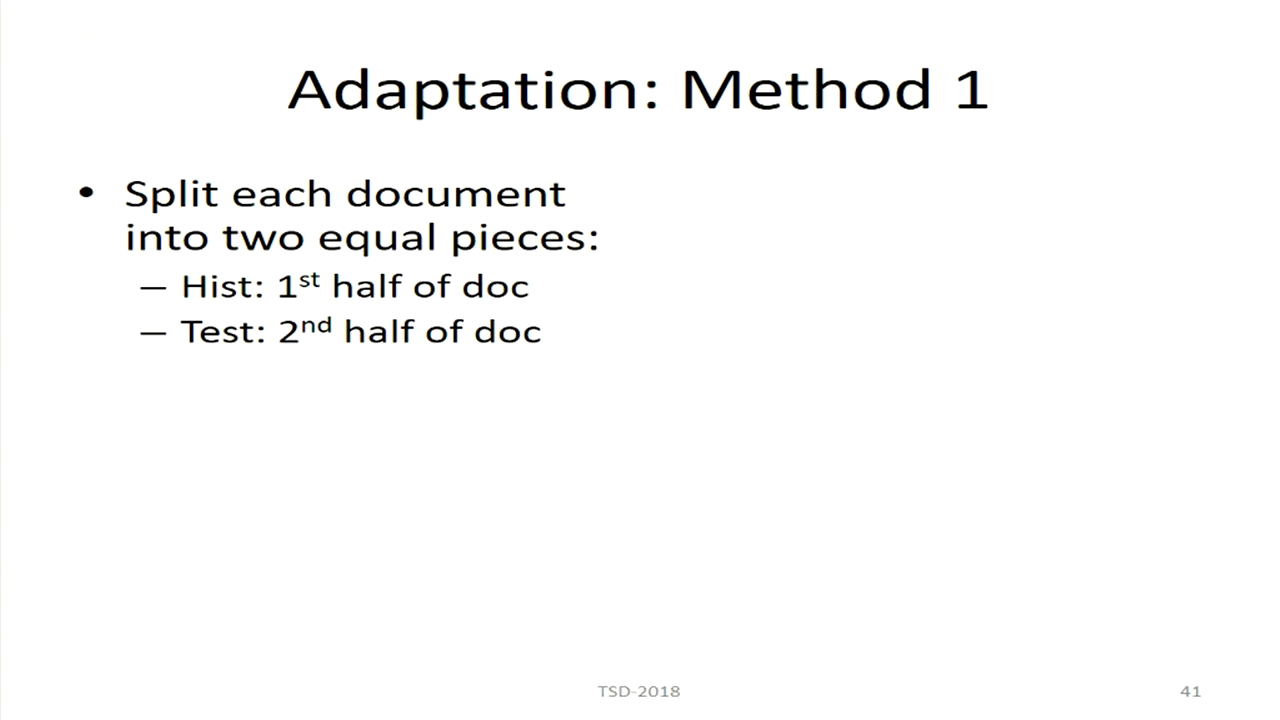 Adaptation: Method 1
• Split each document
into two equal pieces:
– Hist: 1st half of doc
– Test: 2nd half of doc
TSD-2018
41